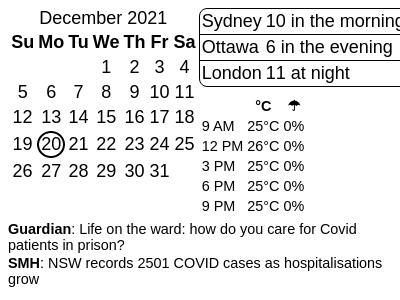 December 2021
Su Mo Tu We Th Fr Sa
1 2 3 4
5 6 7 8 9 10 11
12 13 14 15 16 17 18
19 20 21 22 23 24 25
26 27 28 29 30 31
Sydney 10 in the morning
Ottawa 6 in the evening
London 11 at night
°C ☂
9 AM 25°C 0%
12 PM 26°C 0%
3 PM 25°C 0%
6 PM 25°C 0%
9 PM 25°C 0%
Guardian: Life on the ward: how do you care for Covid
patients in prison?
SMH: NSW records 2501 COVID cases as hospitalisations
grow